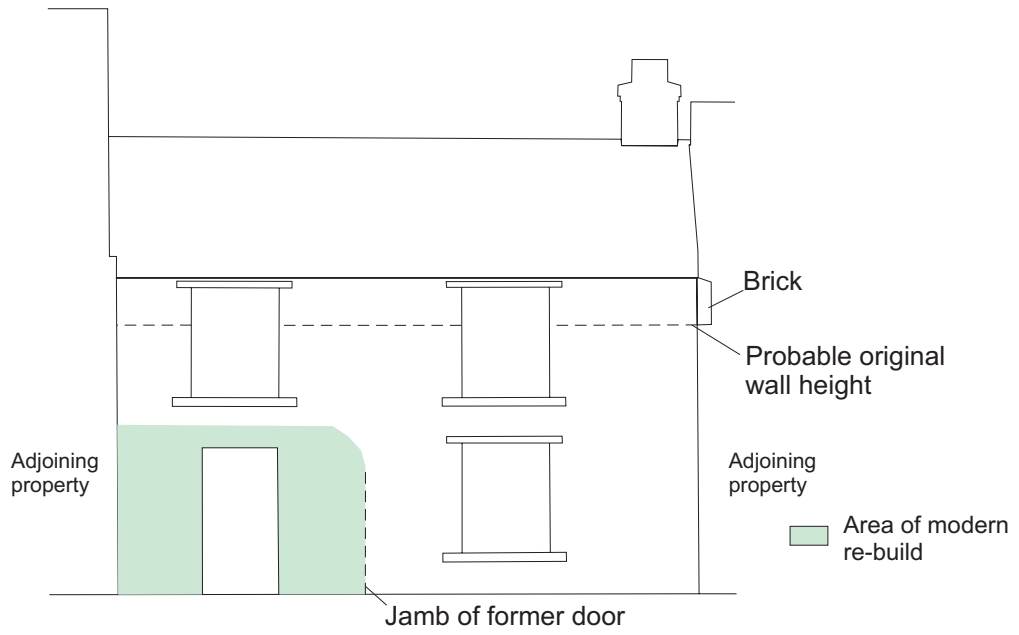 Brick
Probable original
wall height
Adjoining
property
Adjoining
property
Area of modern
re-build
Jamb of former door